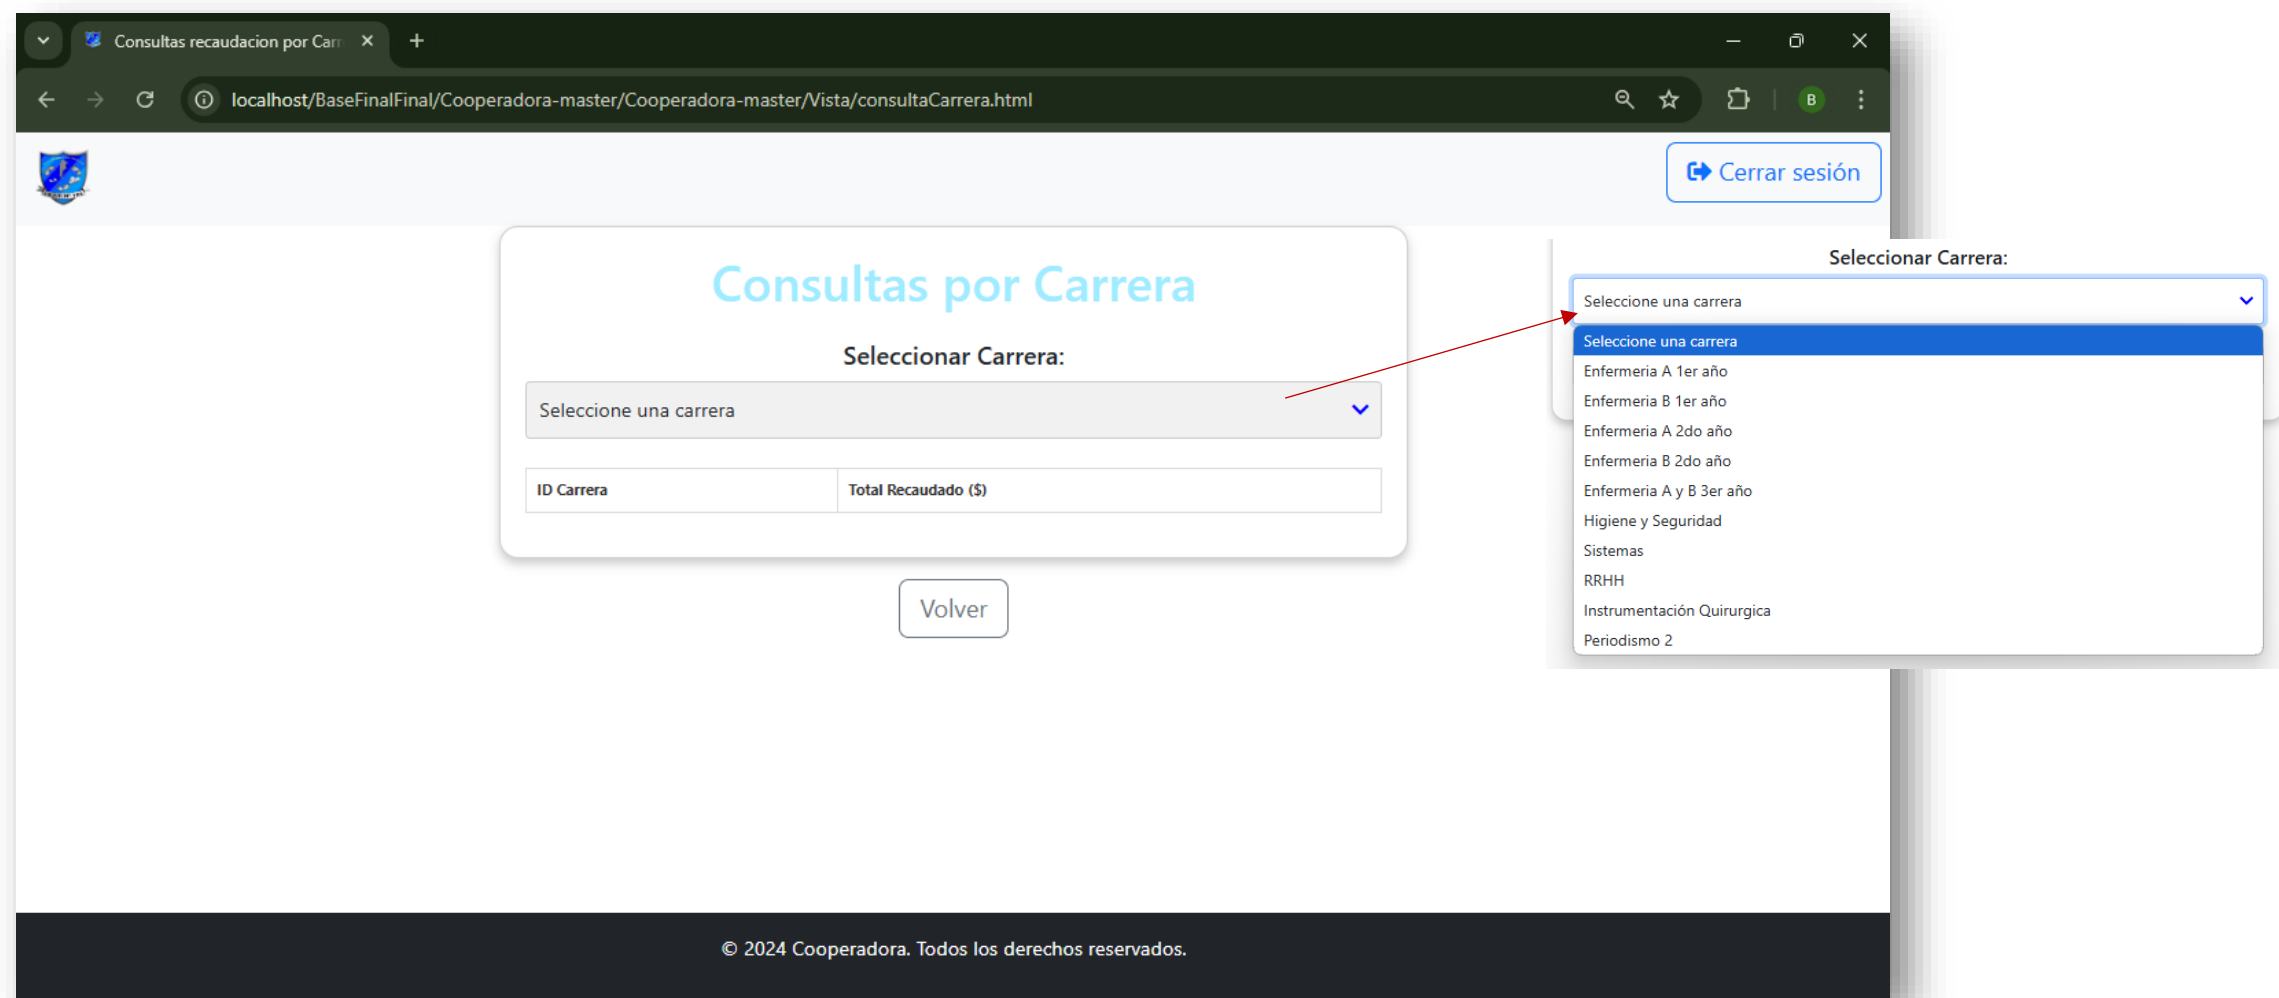 Consultas recaudacion por Carr
localhost/BaseFinalFinal/Cooperadora-master/Cooperadora-master/Vista/consultaCarrera.html
B
Cerrar sesión
Consultas por Carrera
Seleccionar Carrera:
Seleccione una carrera
ID Carrera
Total Recaudado ($)
Volver
Seleccionar Carrera:
Seleccione una carrera
Seleccione una carrera
Enfermeria A 1er año
Enfermeria B 1er año
Enfermeria A 2do año
Enfermeria B 2do año
Enfermeria A y B 3er año
Higiene y Seguridad
Sistemas
RRHH
Instrumentación Quirurgica
Periodismo 2
© 2024 Cooperadora. Todos los derechos reservados.